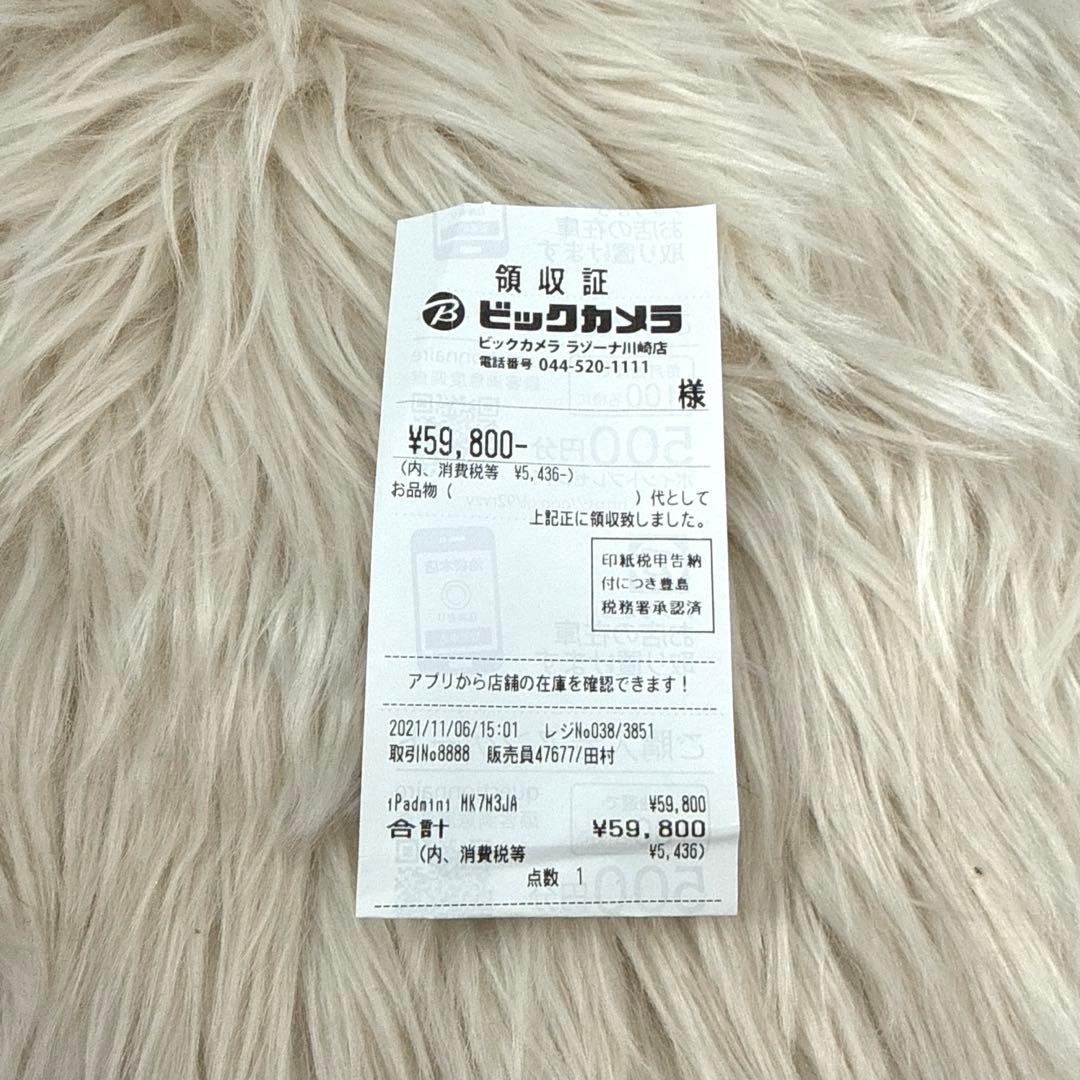 領収証
ビックカメラ
ビックカメラ ラゾーナ川崎店
電話番号 044-520-1111
様
¥59,800-
(内、消費税等 ¥5,436-)
お品物 ( ) 代として
上記正に領収致しました。
印紙税申告納
付につき豊島
税務署承認済
アプリから店舗の在庫を確認できます!
2021/11/06/15:01 レジNo038/3851
取引No8888 販売員47677/田村
iPadmini MK7M3JA ¥59,800
合計 ¥59,800
(内、消費税等 ¥5,436)
点数 1